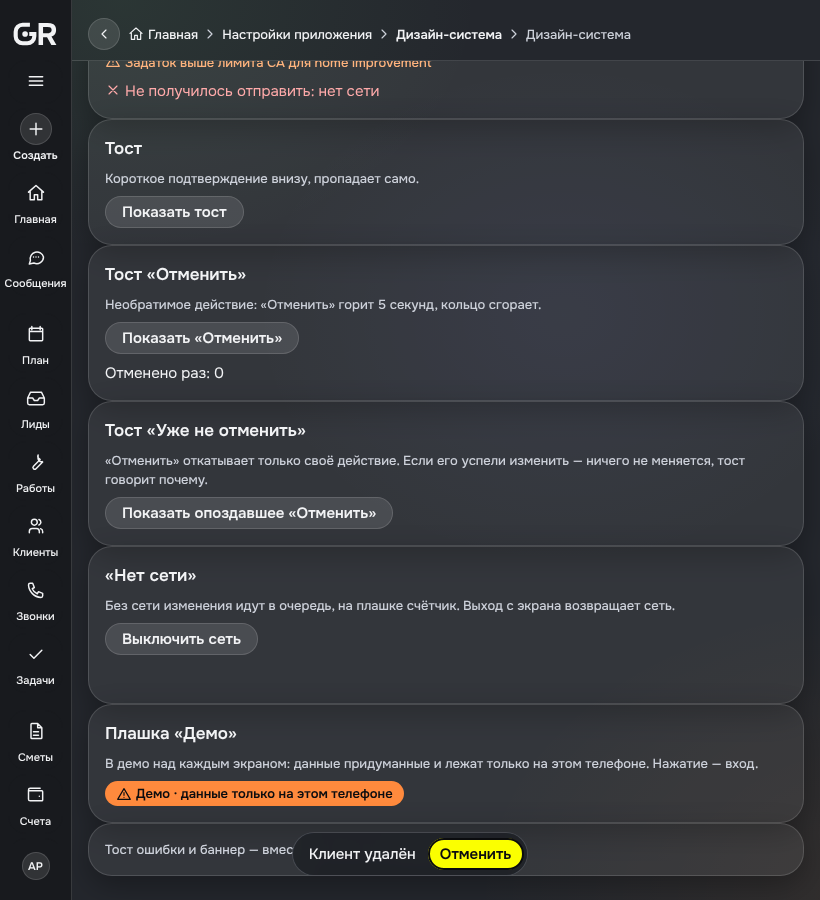 GR
Главная
Настройки приложения
Дизайн-система
Дизайн-система
Создать
Главная
Сообщения
План
Лиды
Работы
Клиенты
Звонки
Задачи
Сметы
Счета
AP
Задаток выше лимита CA для home improvement
Не получилось отправить: нет сети
Тост
Короткое подтверждение внизу, пропадает само.
Показать тост
Тост «Отменить»
Необратимое действие: «Отменить» горит 5 секунд, кольцо сгорает.
Показать «Отменить»
Отменено раз: 0
Тост «Уже не отменить»
«Отменить» откатывает только своё действие. Если его успели изменить — ничего не меняется, тост
говорит почему.
Показать опоздавшее «Отменить»
«Нет сети»
Без сети изменения идут в очередь, на плашке счётчик. Выход с экрана возвращает сеть.
Выключить сеть
Плашка «Демо»
В демо над каждым экраном: данные придуманные и лежат только на этом телефоне. Нажатие — вход.
Демо · данные только на этом телефоне
Тост ошибки и баннер —
Клиент удалён
Отменить